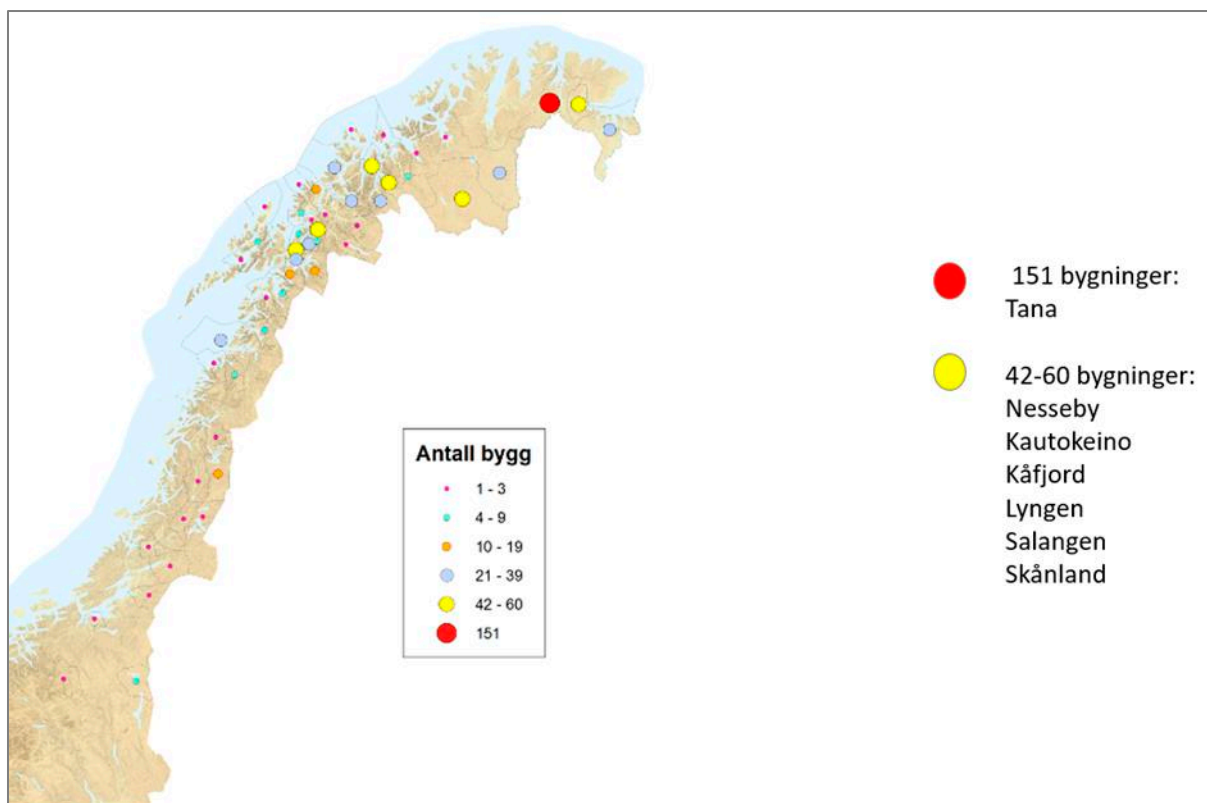 Antall bygg
1 - 3
4 - 9
10 - 19
21 - 39
42 - 60
151
151 bygninger:
Tana
42-60 bygninger:
Nesseby
Kautokeino
Kåfjord
Lyngen
Salangen
Skånland